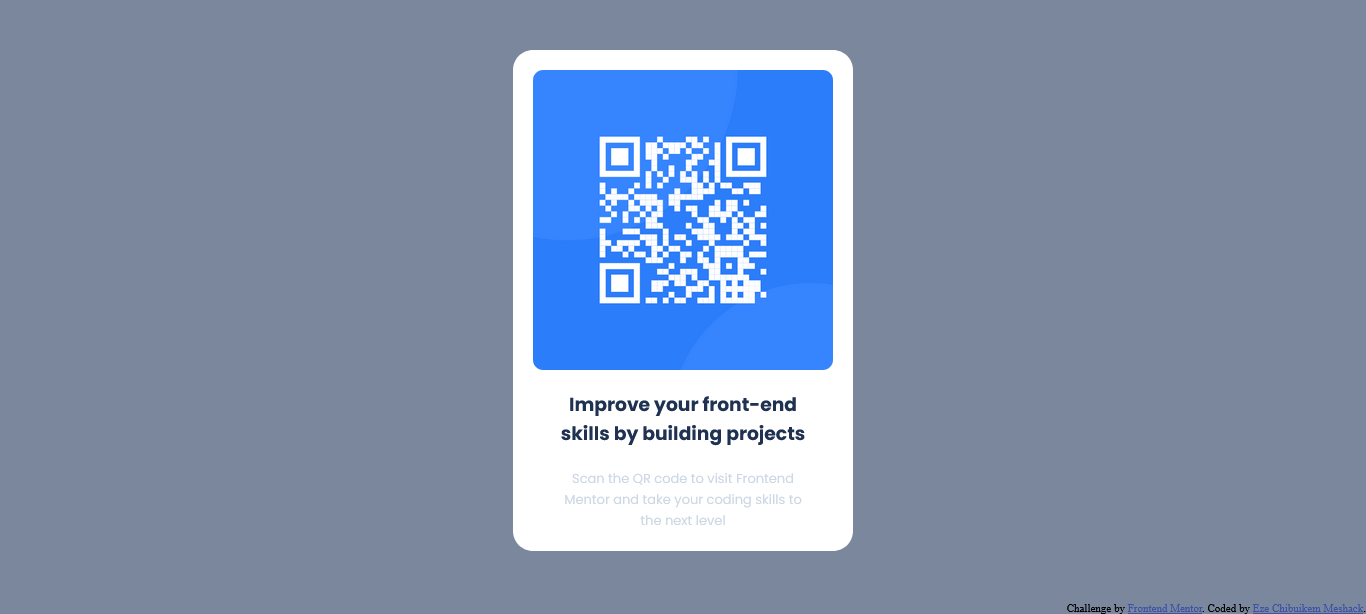 Improve your front-end
skills by building projects
Scan the QR code to visit Frontend
Mentor and take your coding skills to
the next level
Challenge by Frontend Mentor. Coded by Eze Chibuikem Meshack.